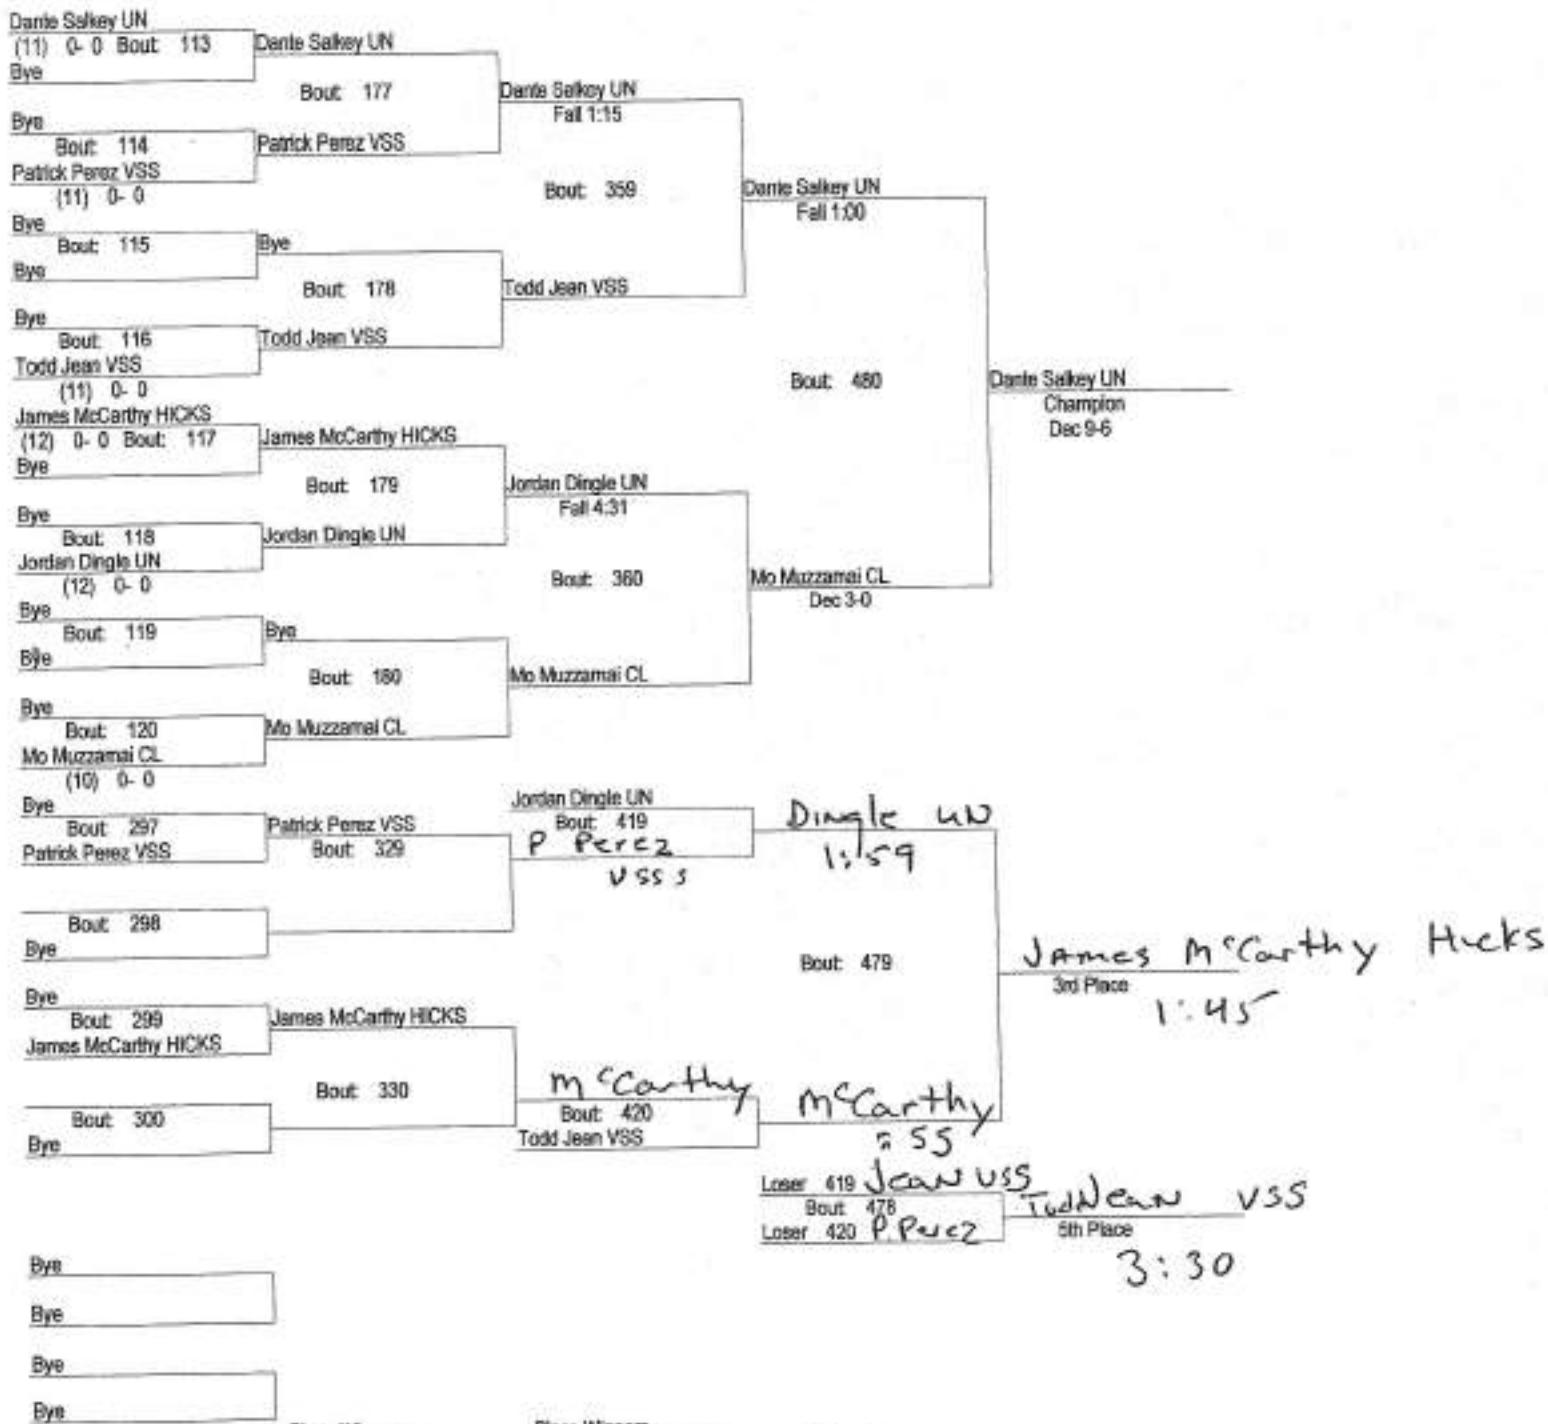 Dante Salkey UN
(11) 0- 0 Bout: 113
Bye
Dante Salkey UN
Bout: 177
Dante Salkey UN
Fall 1:15
Bye
Bout: 114
Patrick Perez VSS
(11) 0- 0
Patrick Perez VSS
Bout: 359
Dante Salkey UN
Fall 1:00
Bye
Bout: 115
Bye
Bye
Bout: 178
Todd Jean VSS
Bye
Bout: 116
Todd Jean VSS
(11) 0- 0
Todd Jean VSS
Bout: 480
Dante Salkey UN
Champion
Dec 9-6
James McCarthy HICKS
(12) 0- 0 Bout: 117
Bye
James McCarthy HICKS
Bout: 179
Jordan Dingle UN
Fall 4:31
Bye
Bout: 118
Jordan Dingle UN
(12) 0- 0
Jordan Dingle UN
Bout: 360
Mo Muzzamai CL
Dec 3-0
Bye
Bout: 119
Bye
Bye
Bout: 180
Mo Muzzamai CL
Bye
Bout: 120
Mo Muzzamai CL
(10) 0- 0
Mo Muzzamai CL
Bye
Bout: 297
Patrick Perez VSS
Patrick Perez VSS
Bout: 329
Jordan Dingle UN
Bout: 419
P Perez
VSS
Dingle UN
1:59
Bout: 298
Bye
Bout: 479
James McCarthy Hicks
3rd Place
1:45
Bye
Bout: 299
James McCarthy HICKS
James McCarthy HICKS
Bout: 330
McCarthy
Bout: 420
Todd Jean VSS
McCarthy
:55
Bout: 300
Bye
Loser 419 Jean VSS
Bout: 478
Loser 420 P. Perez
Todd Jean VSS
5th Place
3:30
Bye
Bye
Bye
Bye